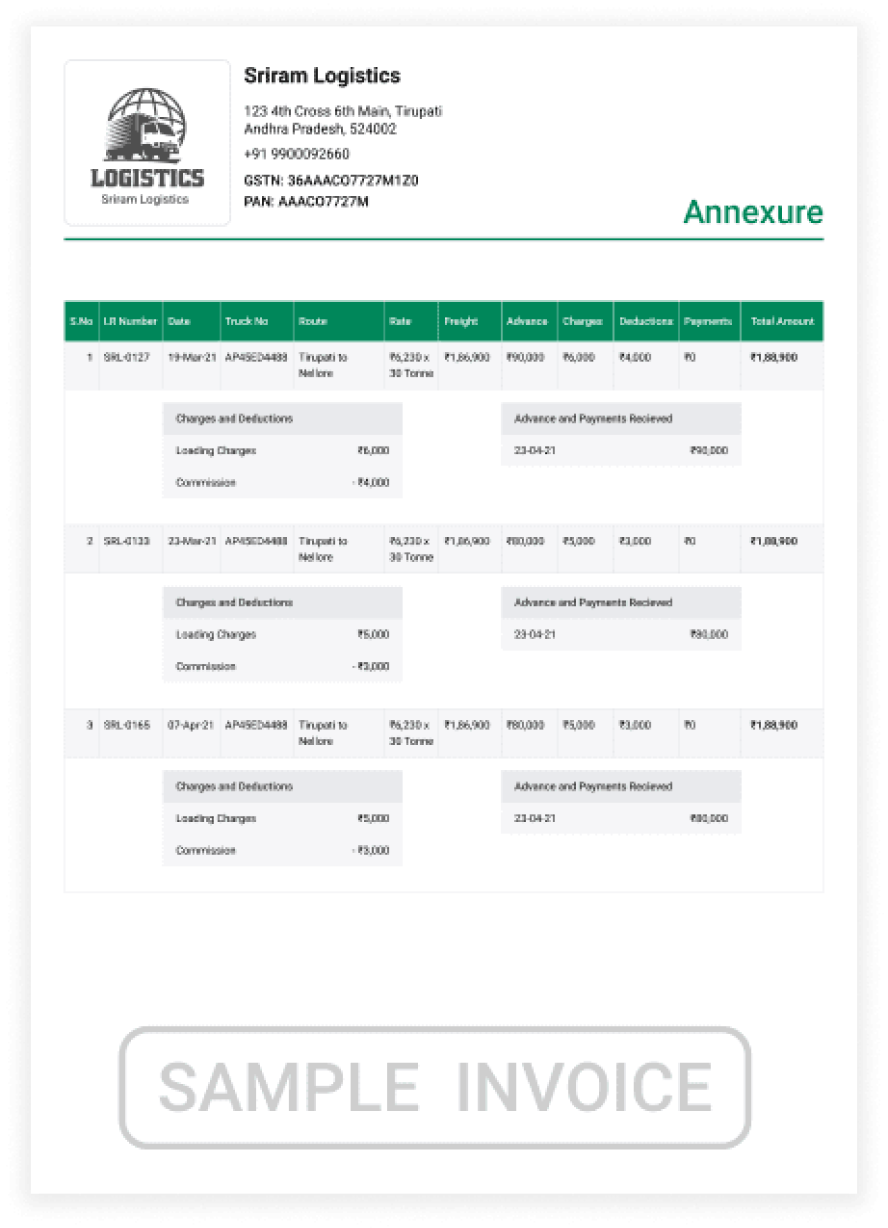 LOGISTICS
Sriram Logistics
Sriram Logistics
123 4th Cross 6th Main, Tirupati
Andhra Pradesh, 524002
+91 9900092660
GSTN: 36AAACO7727M1Z0
PAN: AAACO7727M
Annexure
S.No LR Number Date Truck No Route Rate Freight Advance Charges Deductions Payments Total Amount
1 SRL-0127 19-Mar-21 AP45ED4488 Tirupati to ₹6,230 x ₹1,86,900 ₹90,000 ₹6,000 ₹4,000 ₹0 ₹1,88,900
Nellore 30 Tonne
Charges and Deductions Advance and Payments Recieved
Loading Charges ₹6,000 23-04-21 ₹90,000
Commission - ₹4,000
2 SRL-0133 23-Mar-21 AP45ED4488 Tirupati to ₹6,230 x ₹1,86,900 ₹80,000 ₹5,000 ₹3,000 ₹0 ₹1,88,900
Nellore 30 Tonne
Charges and Deductions Advance and Payments Recieved
Loading Charges ₹5,000 23-04-21 ₹80,000
Commission - ₹3,000
3 SRL-0165 07-Apr-21 AP45ED4488 Tirupati to ₹6,230 x ₹1,86,900 ₹80,000 ₹5,000 ₹3,000 ₹0 ₹1,88,900
Nellore 30 Tonne
Charges and Deductions Advance and Payments Recieved
Loading Charges ₹5,000 23-04-21 ₹80,000
Commission - ₹3,000
SAMPLE INVOICE